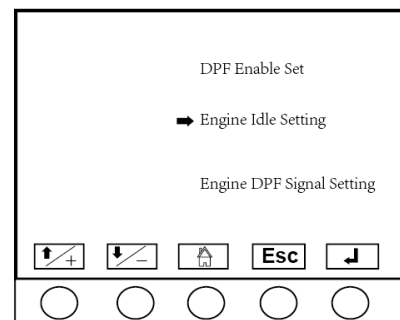 DPF Enable Set
Engine Idle Setting
Engine DPF Signal Setting
+ - Esc